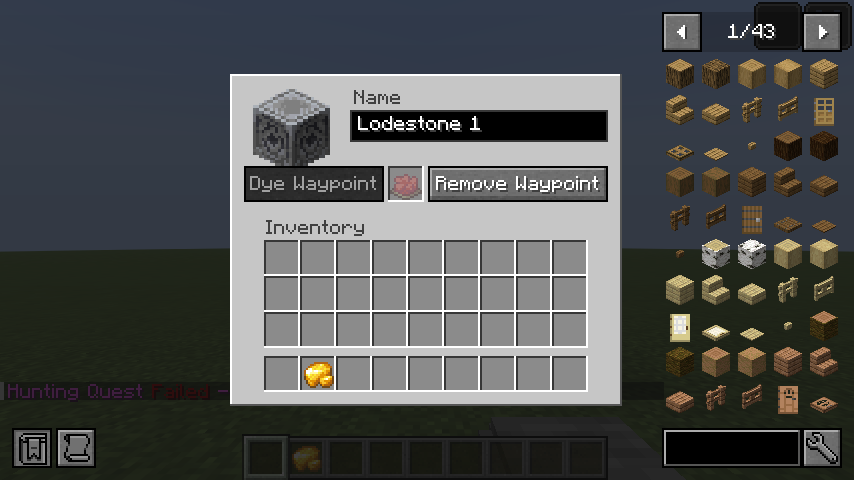 1/43
Name
Lodestone 1
Dye Waypoint
Remove Waypoint
Inventory
Hunting Quest Failed -